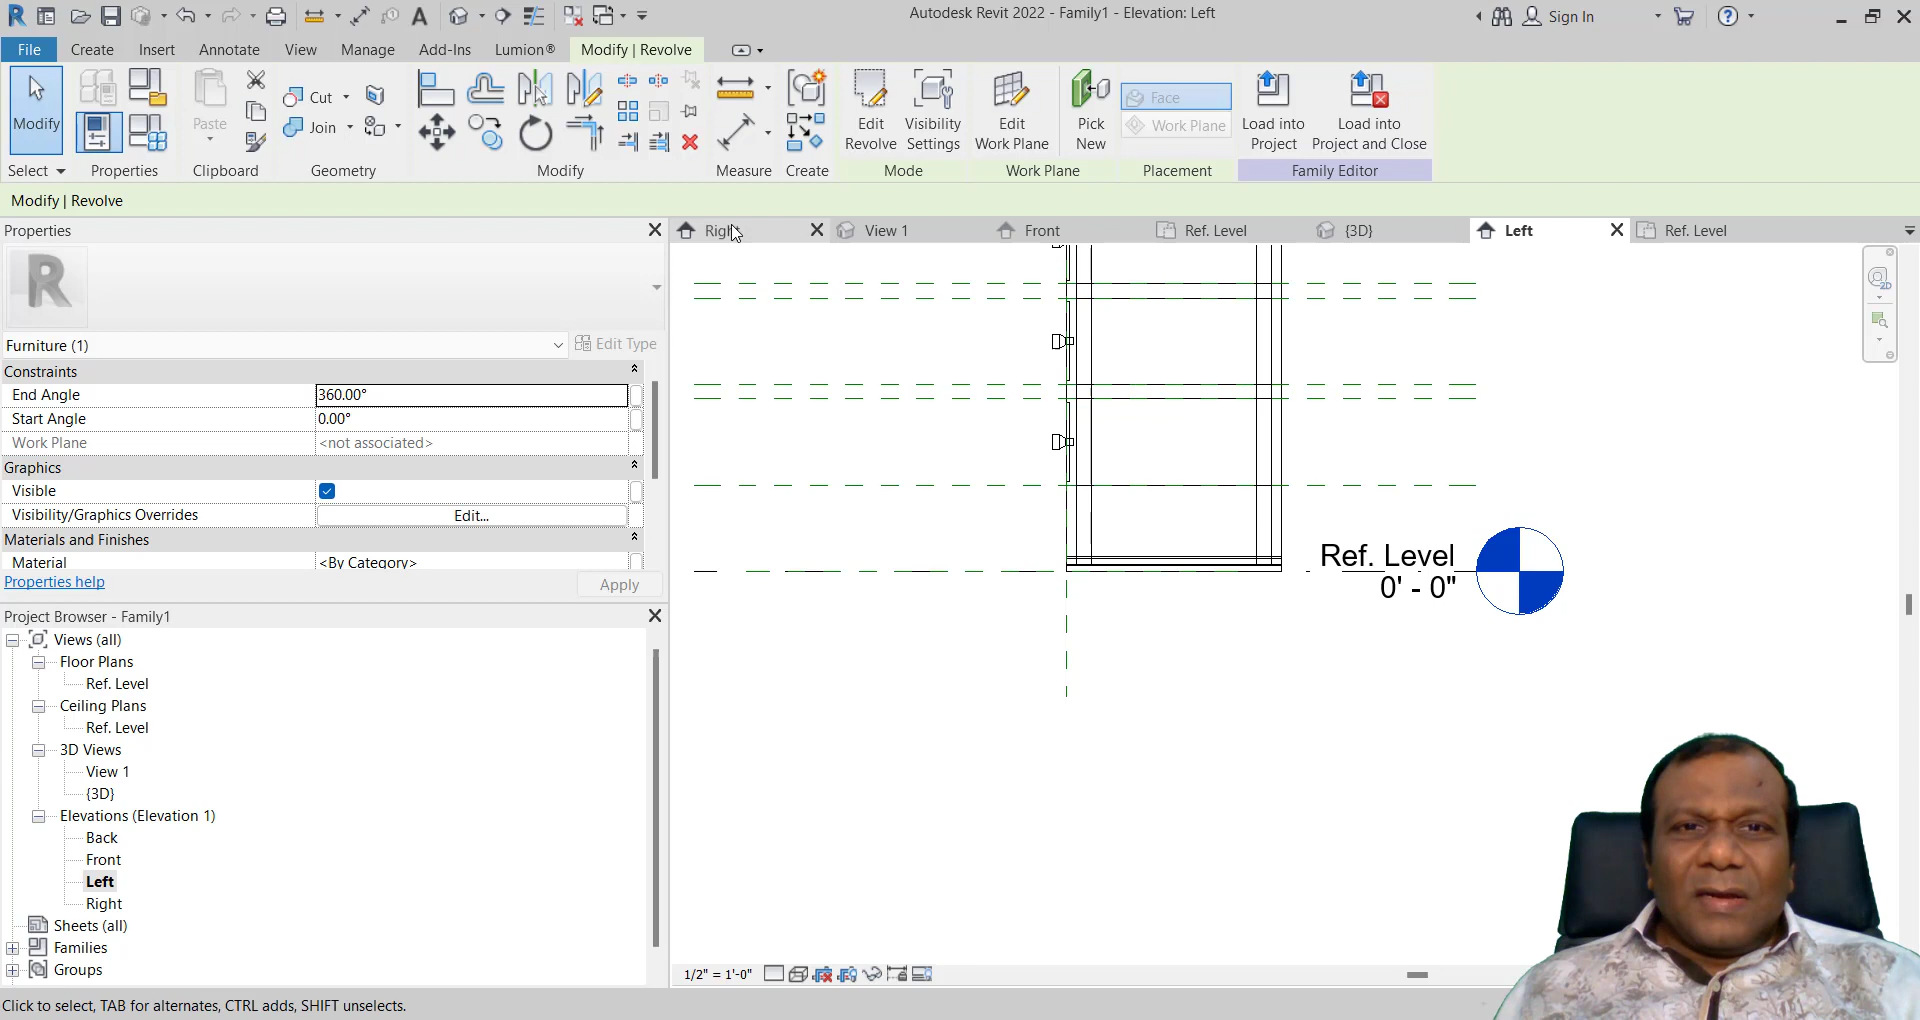 Autodesk Revit 2022 - Family1 - Elevation: Left
Sign In
File Create Insert Annotate View Manage Add-Ins Lumion® Modify | Revolve
Modify
Paste
Cut
Join
Edit Revolve
Visibility Settings
Edit Work Plane
Pick New
Face
Work Plane
Load into Project
Load into Project and Close
Select Properties Clipboard Geometry Modify Measure Create Mode Work Plane Placement Family Editor
Modify | Revolve
Properties
Right View 1 Front Ref. Level {3D} Left Ref. Level
Furniture (1)
Edit Type
Constraints
End Angle 360.00°
Start Angle 0.00°
Work Plane <not associated>
Graphics
Visible
Visibility/Graphics Overrides Edit...
Materials and Finishes
Material <By Category>
Properties help
Apply
Project Browser - Family1
Views (all)
Floor Plans
Ref. Level
Ceiling Plans
Ref. Level
3D Views
View 1
{3D}
Elevations (Elevation 1)
Back
Front
Left
Right
Sheets (all)
Families
Groups
Ref. Level
0' - 0"
2D
1/2" = 1'-0"
Click to select, TAB for alternates, CTRL adds, SHIFT unselects.